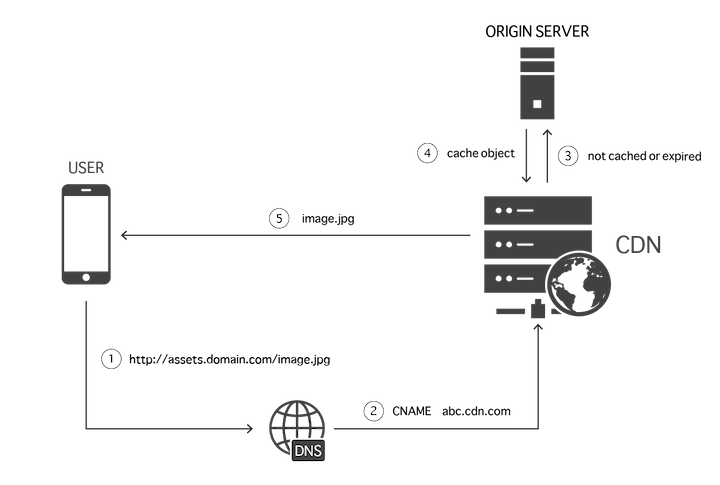 ORIGIN SERVER
4 cache object
3 not cached or expired
USER
5 image.jpg
CDN
1 http://assets.domain.com/image.jpg
2 CNAME abc.cdn.com
DNS